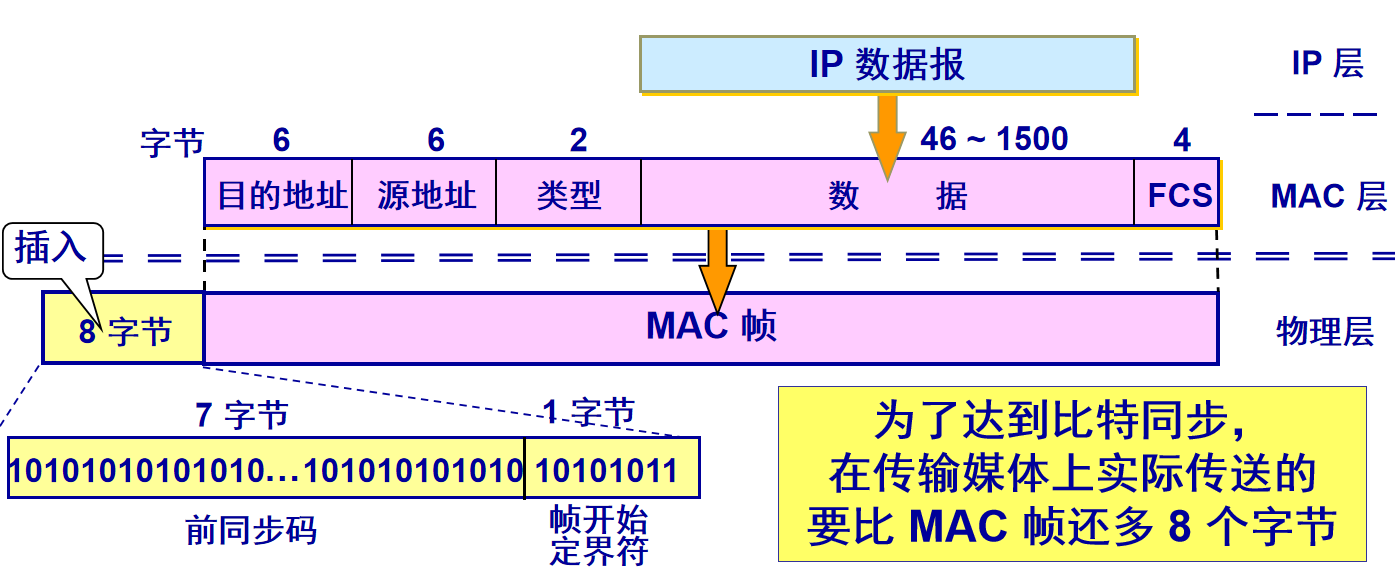 IP 数据报
IP 层
字节 6 6 2 46 ~ 1500 4
目的地址 源地址 类型 数 据 FCS
MAC 层
插入
8 字节
MAC 帧
物理层
7 字节 1 字节
10101010101010…101010101010 10101011
前同步码
帧开始
定界符
为了达到比特同步，
在传输媒体上实际传送的
要比 MAC 帧还多 8 个字节